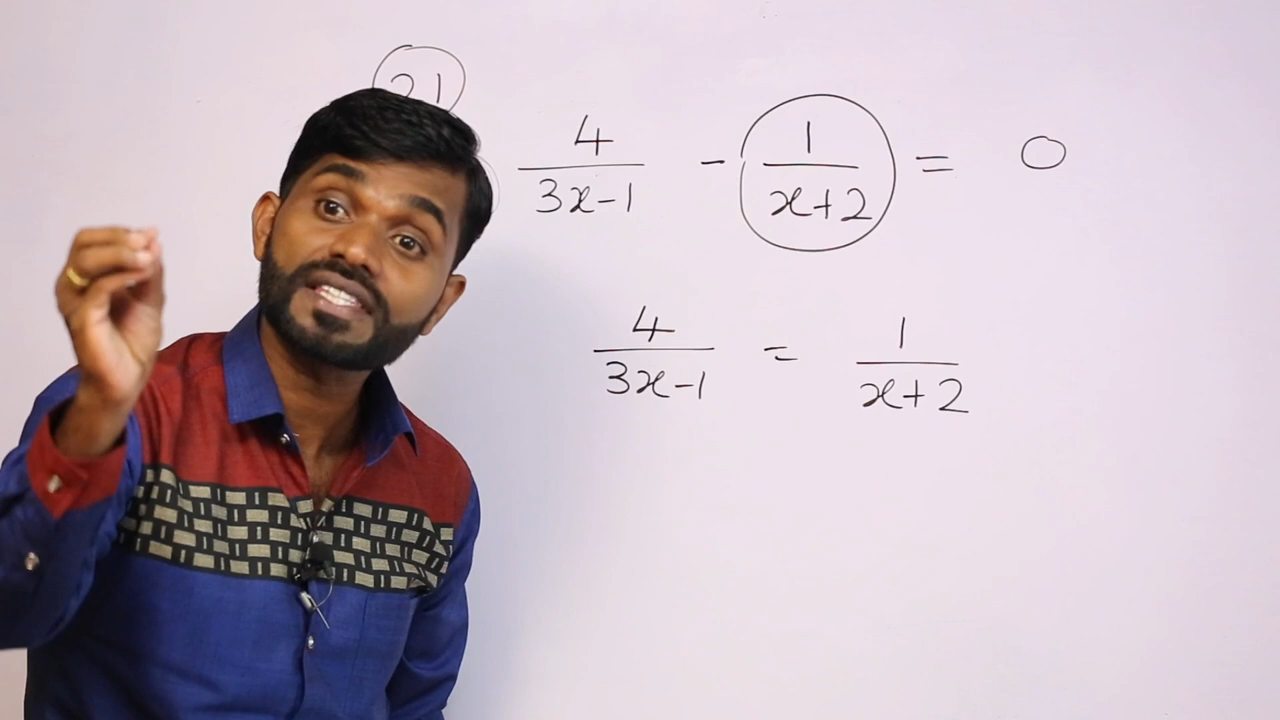 21
4/(3x-1) - 1/(x+2) = 0
4/(3x-1) = 1/(x+2)